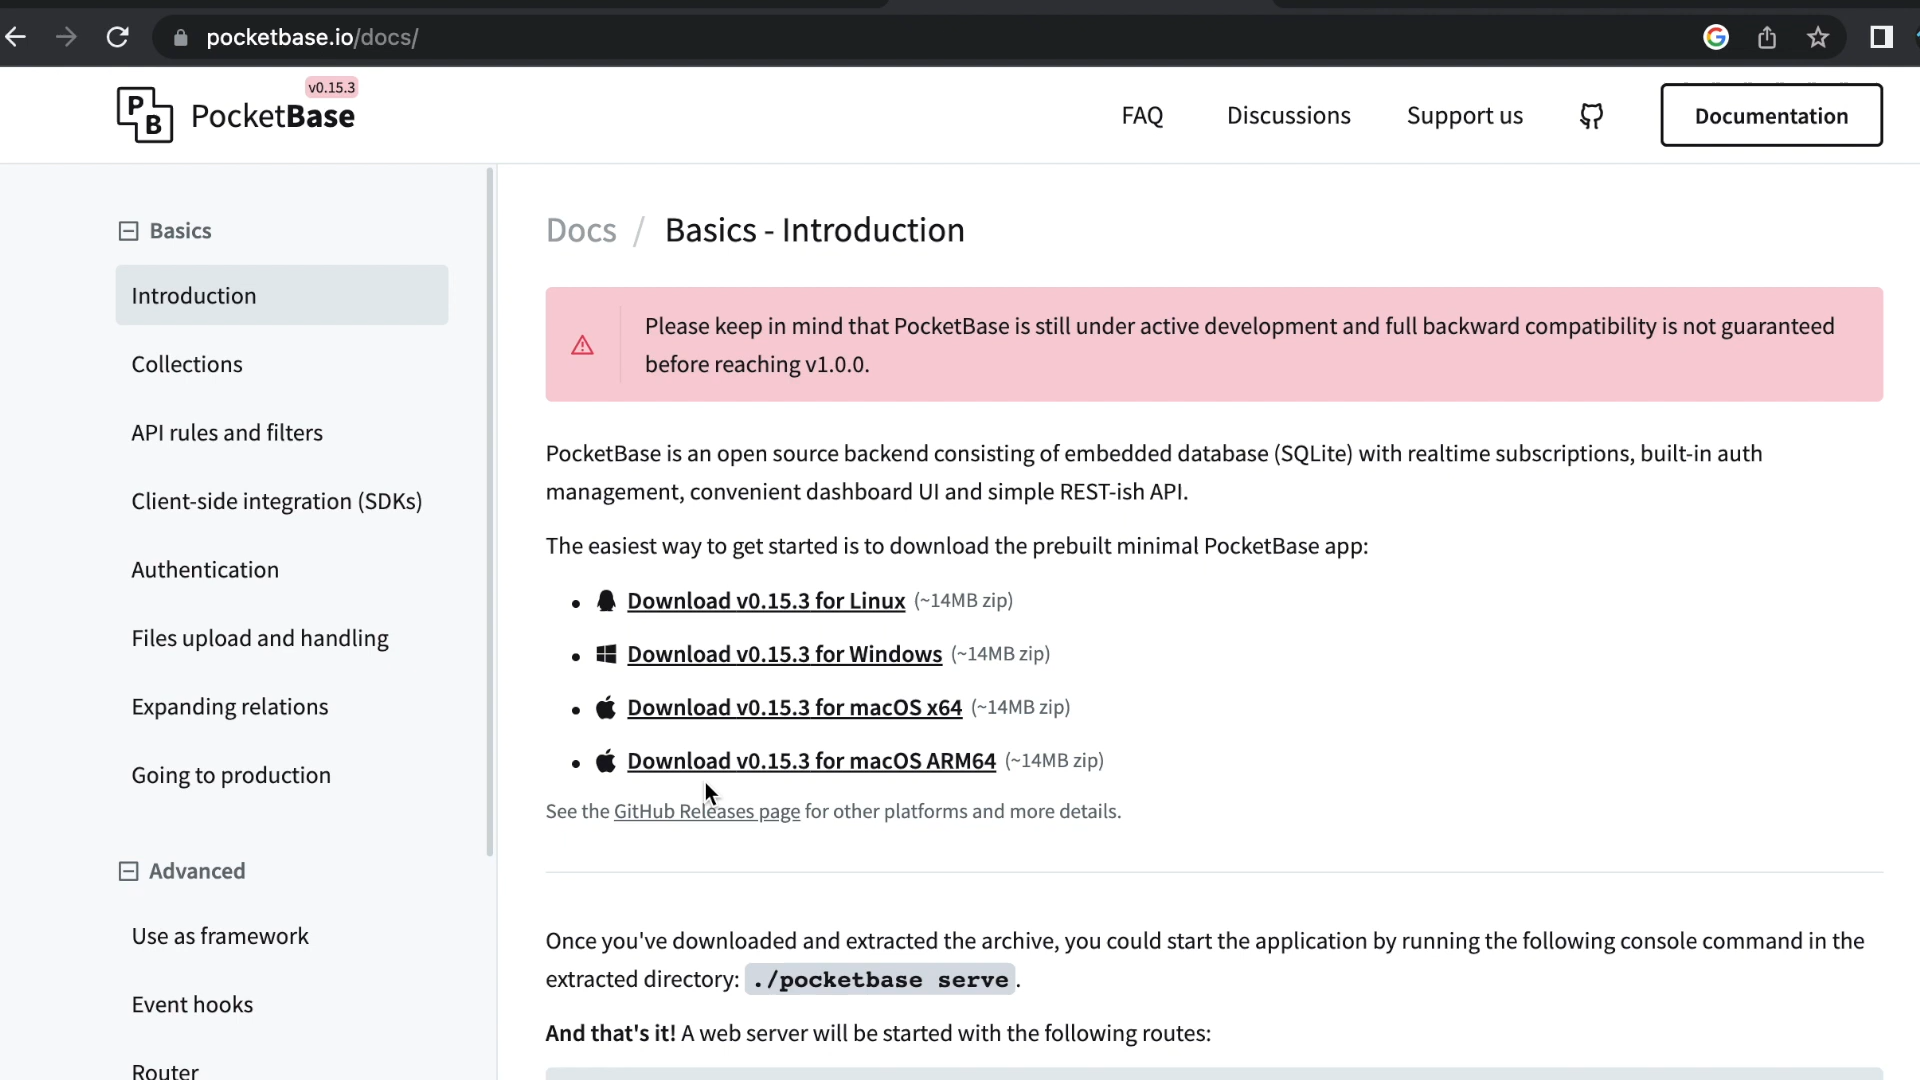 pocketbase.io/docs/
v0.15.3
PocketBase
FAQ
Discussions
Support us
Documentation
Basics
Introduction
Collections
API rules and filters
Client-side integration (SDKs)
Authentication
Files upload and handling
Expanding relations
Going to production
Advanced
Use as framework
Event hooks
Router
Docs / Basics - Introduction
Please keep in mind that PocketBase is still under active development and full backward compatibility is not guaranteed
before reaching v1.0.0.
PocketBase is an open source backend consisting of embedded database (SQLite) with realtime subscriptions, built-in auth
management, convenient dashboard UI and simple REST-ish API.
The easiest way to get started is to download the prebuilt minimal PocketBase app:
• Download v0.15.3 for Linux (~14MB zip)
• Download v0.15.3 for Windows (~14MB zip)
• Download v0.15.3 for macOS x64 (~14MB zip)
• Download v0.15.3 for macOS ARM64 (~14MB zip)
See the GitHub Releases page for other platforms and more details.
Once you've downloaded and extracted the archive, you could start the application by running the following console command in the
extracted directory: ./pocketbase serve.
And that's it! A web server will be started with the following routes: